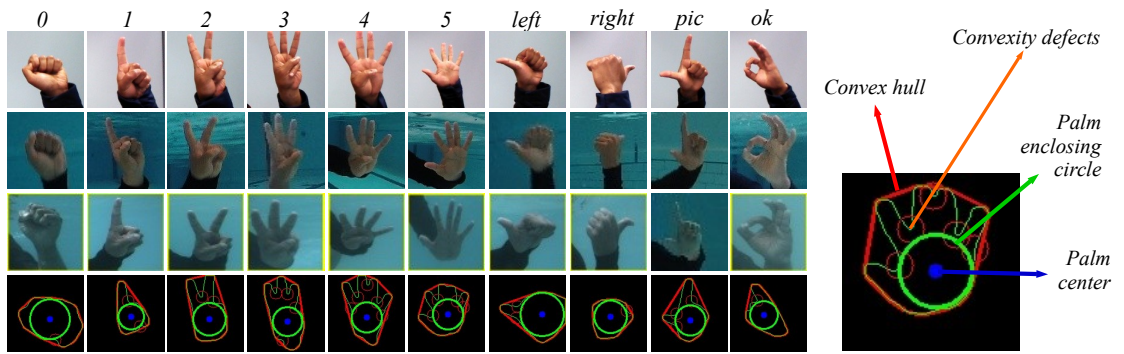 0 1 2 3 4 5 left right pic ok
Convexity defects
Convex hull
Palm
enclosing
circle
Palm
center